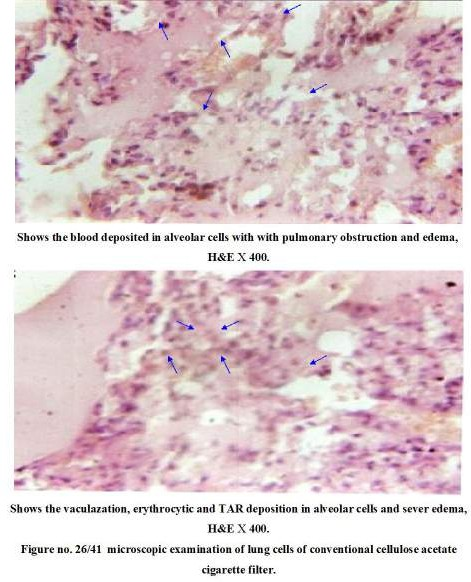 Shows the blood deposited in alveolar cells with with pulmonary obstruction and edema,
H&E X 400.
Shows the vaculazation, erythrocytic and TAR deposition in alveolar cells and sever edema,
H&E X 400.
Figure no. 26/41 microscopic examination of lung cells of conventional cellulose acetate
cigarette filter.